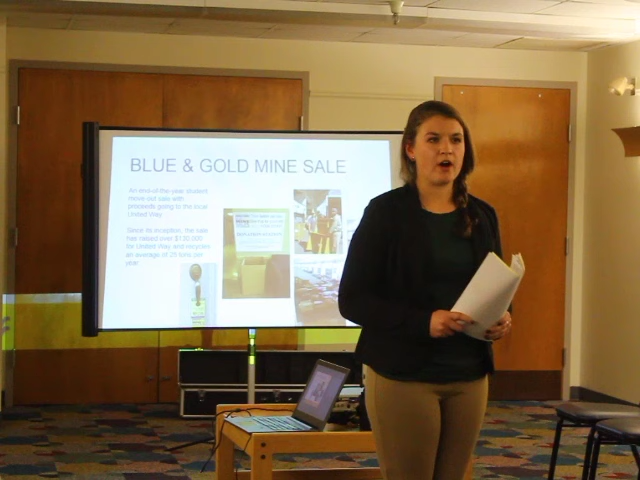 BLUE & GOLD MINE SALE
An end-of-the-year student
move-out sale with
proceeds going to the local
United Way
Since its inception, the sale
has raised over $130,000
for United Way and recycles
an average of 25 tons per
year.